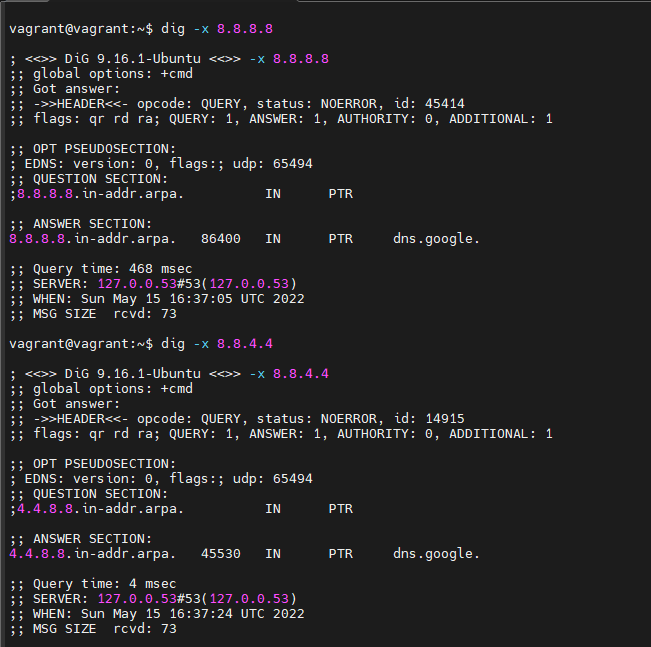 vagrant@vagrant:~$ dig -x 8.8.8.8
; <<>> DiG 9.16.1-Ubuntu <<>> -x 8.8.8.8
;; global options: +cmd
;; Got answer:
;; ->>HEADER<<- opcode: QUERY, status: NOERROR, id: 45414
;; flags: qr rd ra; QUERY: 1, ANSWER: 1, AUTHORITY: 0, ADDITIONAL: 1
;; OPT PSEUDOSECTION:
; EDNS: version: 0, flags:; udp: 65494
;; QUESTION SECTION:
;8.8.8.8.in-addr.arpa. IN PTR
;; ANSWER SECTION:
8.8.8.8.in-addr.arpa. 86400 IN PTR dns.google.
;; Query time: 468 msec
;; SERVER: 127.0.0.53#53(127.0.0.53)
;; WHEN: Sun May 15 16:37:05 UTC 2022
;; MSG SIZE rcvd: 73
vagrant@vagrant:~$ dig -x 8.8.4.4
; <<>> DiG 9.16.1-Ubuntu <<>> -x 8.8.4.4
;; global options: +cmd
;; Got answer:
;; ->>HEADER<<- opcode: QUERY, status: NOERROR, id: 14915
;; flags: qr rd ra; QUERY: 1, ANSWER: 1, AUTHORITY: 0, ADDITIONAL: 1
;; OPT PSEUDOSECTION:
; EDNS: version: 0, flags:; udp: 65494
;; QUESTION SECTION:
;4.4.8.8.in-addr.arpa. IN PTR
;; ANSWER SECTION:
4.4.8.8.in-addr.arpa. 45530 IN PTR dns.google.
;; Query time: 4 msec
;; SERVER: 127.0.0.53#53(127.0.0.53)
;; WHEN: Sun May 15 16:37:24 UTC 2022
;; MSG SIZE rcvd: 73